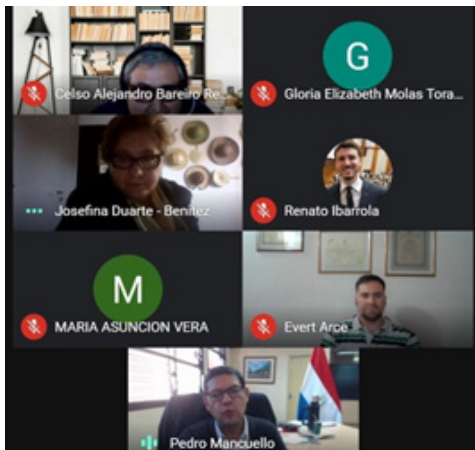 Celso Alejandro Bareiro Re...
G
Gloria Elizabeth Molas Tora...
Josefina Duarte - Benitez
Renato Ibarrola
M
MARIA ASUNCION VERA
Evert Arce
Pedro Mancuello